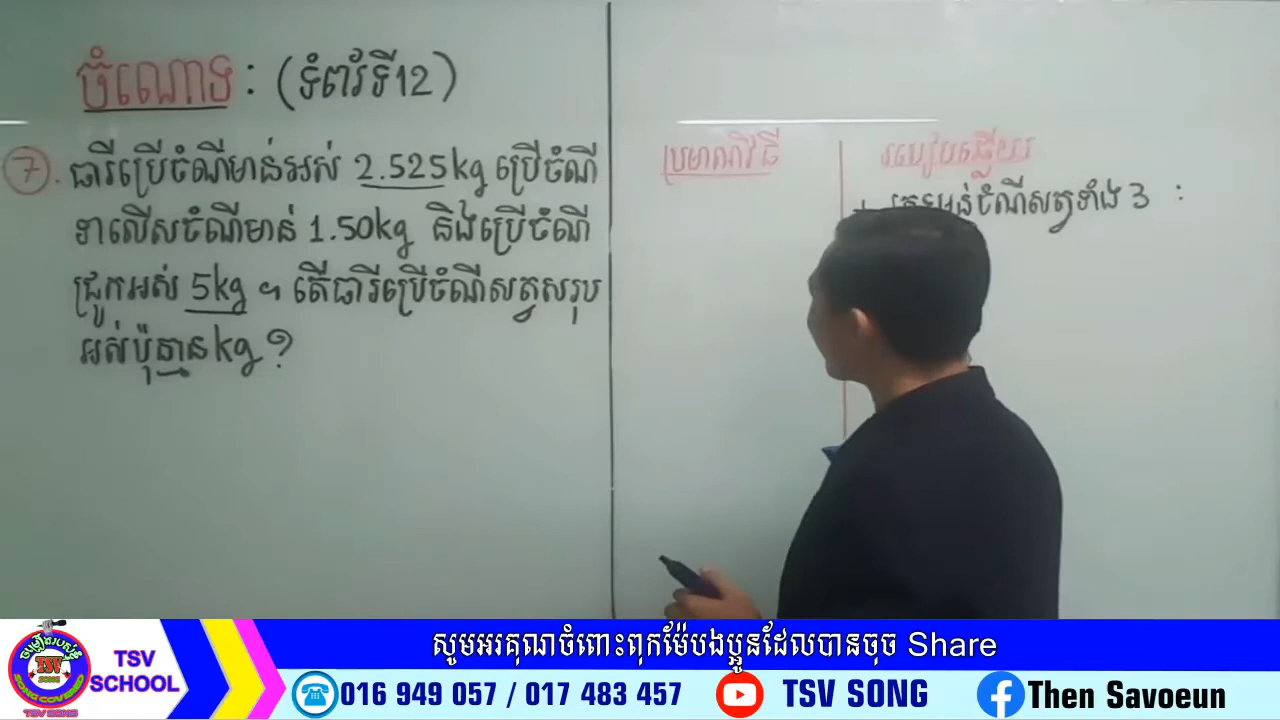 ចំណោទ : (ទំពរ័ទី12)
7. ធារីប្រើចំណីមាន់អស់ 2.525kg ប្រើចំណី
ទាលើសចំណីមាន់ 1.50kg និងប្រើចំណី
ជ្រូកអស់ 5kg ។ តើធារីប្រើចំណីសត្វសរុប
អស់ប៉ុន្មាន kg ?
ប្រមាណវិធី
របៀបឆ្លើយ
ចំណីសត្វទាំង 3 :
TSV SONG
TSV SCHOOL
សូមអរគុណចំពោះពុកម៉ែបងប្អូនដែលបានចុច Share
016 949 057 / 017 483 457
TSV SONG
Then Savoeun